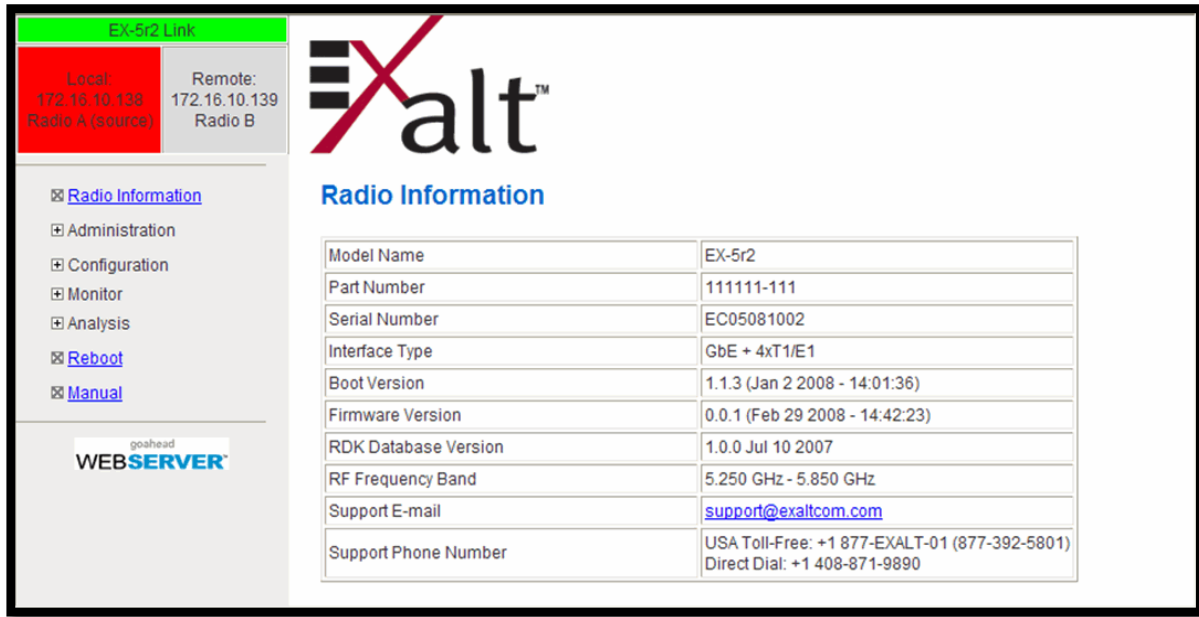 EX-5r2 Link
Local:
172.16.10.138
Radio A (source)
Remote:
172.16.10.139
Radio B
EXalt™
Radio Information
Administration
Configuration
Monitor
Analysis
Reboot
Manual
goahead
WEBSERVER™
Radio Information
Model Name EX-5r2
Part Number 111111-111
Serial Number EC05081002
Interface Type GbE + 4xT1/E1
Boot Version 1.1.3 (Jan 2 2008 - 14:01:36)
Firmware Version 0.0.1 (Feb 29 2008 - 14:42:23)
RDK Database Version 1.0.0 Jul 10 2007
RF Frequency Band 5.250 GHz - 5.850 GHz
Support E-mail support@exaltcom.com
Support Phone Number USA Toll-Free: +1 877-EXALT-01 (877-392-5801)
Direct Dial: +1 408-871-9890